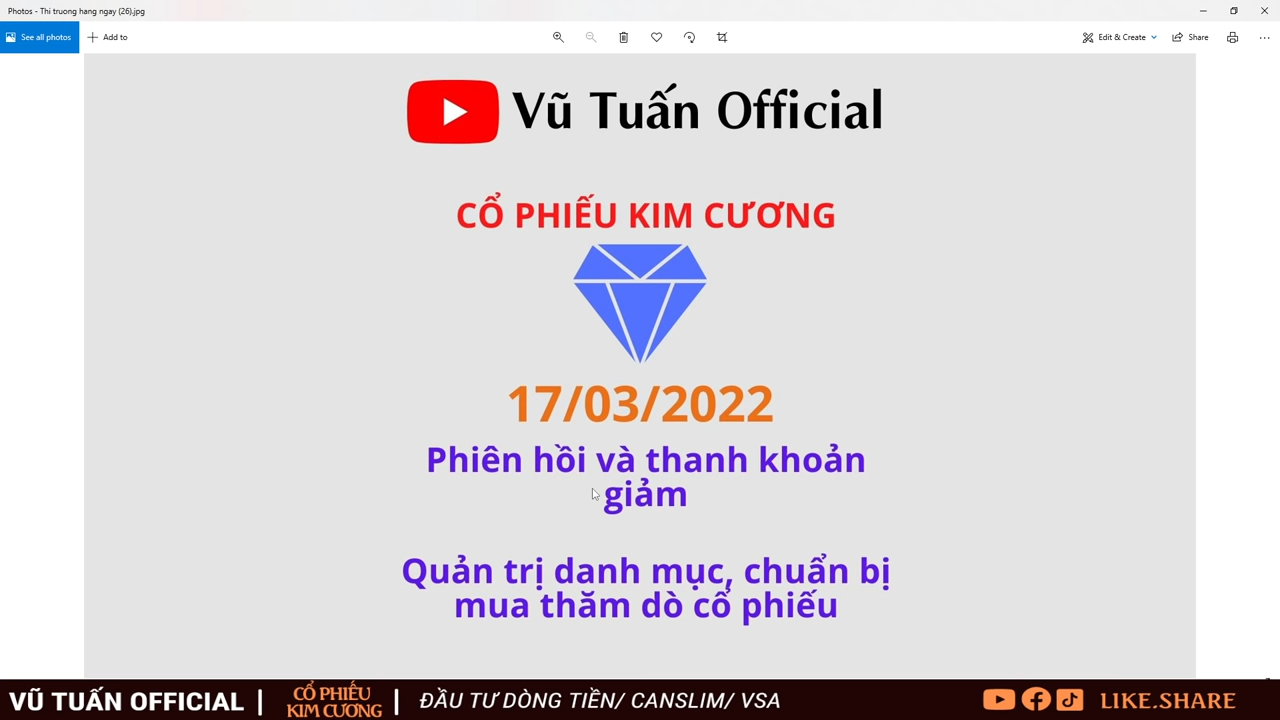 Photos - Thi truong hang ngay (26).jpg
See all photos
Add to
Edit & Create
Share
Vũ Tuấn Official
CỔ PHIẾU KIM CƯƠNG
17/03/2022
Phiên hồi và thanh khoản
giảm
Quản trị danh mục, chuẩn bị
mua thăm dò cổ phiếu
VŨ TUẤN OFFICIAL |
CỔ PHIẾU
KIM CƯƠNG
| ĐẦU TƯ DÒNG TIỀN/ CANSLIM/ VSA
LIKE.SHARE